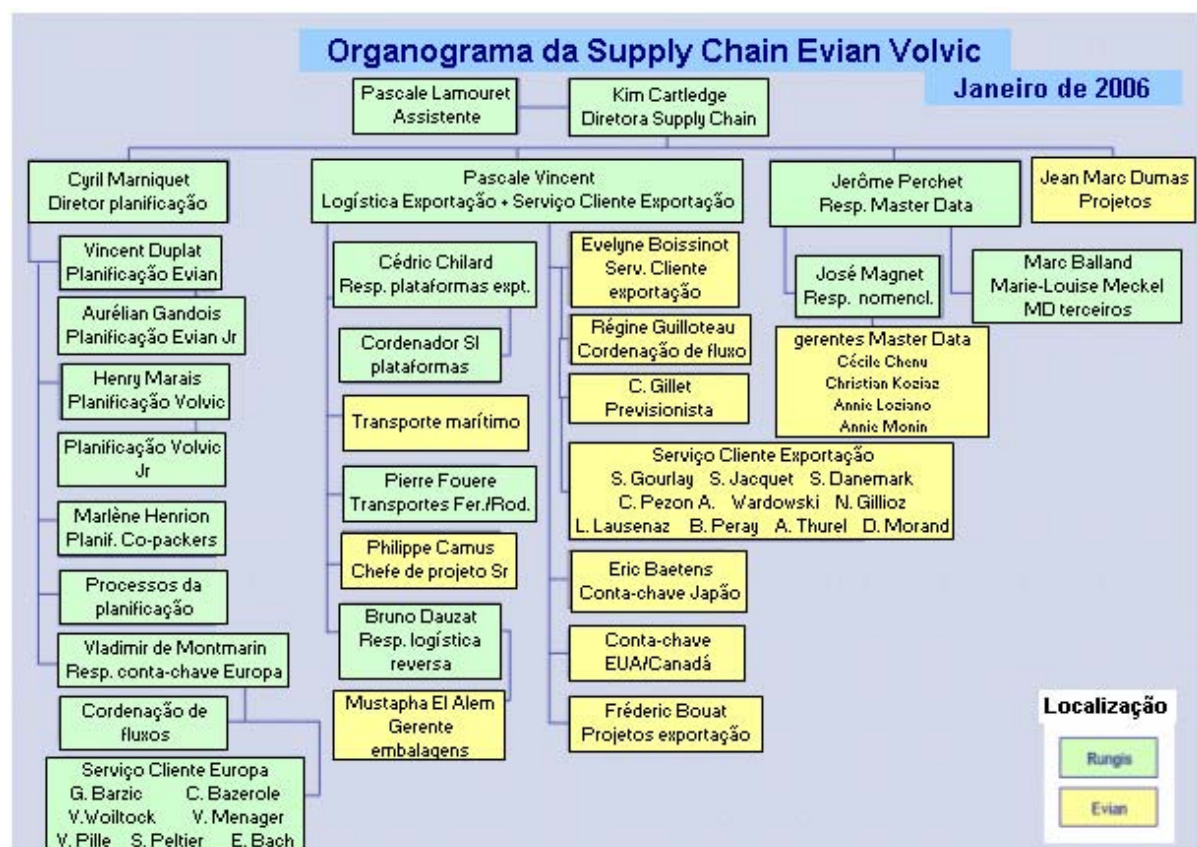 Organograma da Supply Chain Evian Volvic
Janeiro de 2006
Pascale Lamouret
Assistente
Kim Cartledge
Diretora Supply Chain
Cyril Marniquet
Diretor planificação
Pascale Vincent
Logística Exportação + Serviço Cliente Exportação
Jerôme Perchet
Resp. Master Data
Jean Marc Dumas
Projetos
Vincent Duplat
Planificação Evian
Aurélian Gandois
Planificação Evian Jr
Henry Marais
Planificação Volvic
Planificação Volvic
Jr
Marlène Henrion
Planif. Co-packers
Processos da
planificação
Vladimir de Montmarin
Resp. conta-chave Europa
Cordenação de
fluxos
Serviço Cliente Europa
G. Barzic C. Bazerole
V.Woiltock V. Menager
V. Pille S. Peltier E. Bach
Cédric Chilard
Resp. plataformas expt.
Cordenador SI
plataformas
Transporte marítimo
Pierre Fouere
Transportes Fer./Rod.
Philippe Camus
Chefe de projeto Sr
Bruno Dauzat
Resp. logística
reversa
Mustapha El Alem
Gerente
embalagens
Evelyne Boissinot
Serv. Cliente
exportação
Régine Guilloteau
Cordenação de fluxo
C. Gillet
Previsionista
Serviço Cliente Exportação
S. Gourlay S. Jacquet S. Danemark
C. Pezon A. Wardowski N. Gillioz
L. Lausenaz B. Peray A. Thurel D. Morand
Eric Baetens
Conta-chave Japão
Conta-chave
EUA/Canadá
Fréderic Bouat
Projetos exportação
José Magnet
Resp. nomencl.
gerentes Master Data
Cécile Chenu
Christian Koziaz
Annie Loziano
Annie Monin
Marc Balland
Marie-Louise Meckel
MD terceiros
Localização
Rungis
Evian